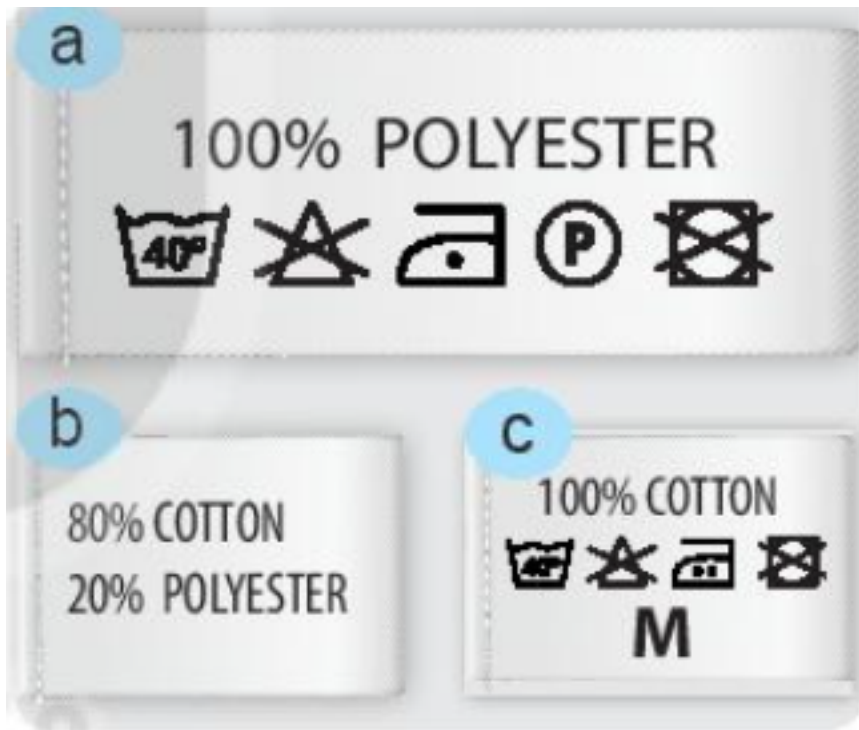 a
100% POLYESTER
40° P
b
80% COTTON
20% POLYESTER
c
100% COTTON
40°
M